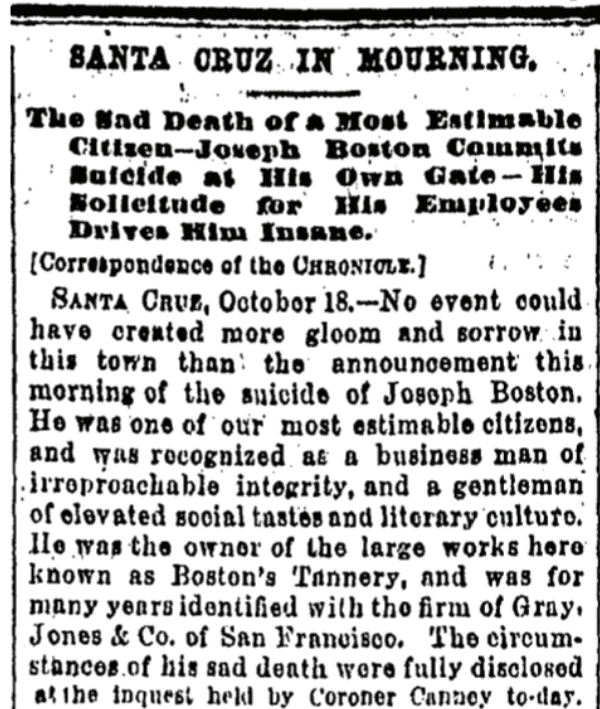 SANTA CRUZ IN MOURNING.
The Sad Death of a Most Estimable
Citizen—Joseph Boston Commits
Suicide at His Own Gate—His
Solicitude for His Employees
Drives Him Insane.
[Correspondence of the CHRONICLE.]
SANTA CRUZ, October 18.—No event could
have created more gloom and sorrow in
this town than the announcement this
morning of the suicide of Joseph Boston.
He was one of our most estimable citizens,
and was recognized as a business man of
irreproachable integrity, and a gentleman
of elevated social tastes and literary culture.
He was the owner of the large works here
known as Boston's Tannery, and was for
many years identified with the firm of Gray,
Jones & Co. of San Francisco. The circum-
stances of his sad death were fully disclosed
at the inquest held by Coroner Canney to-day.